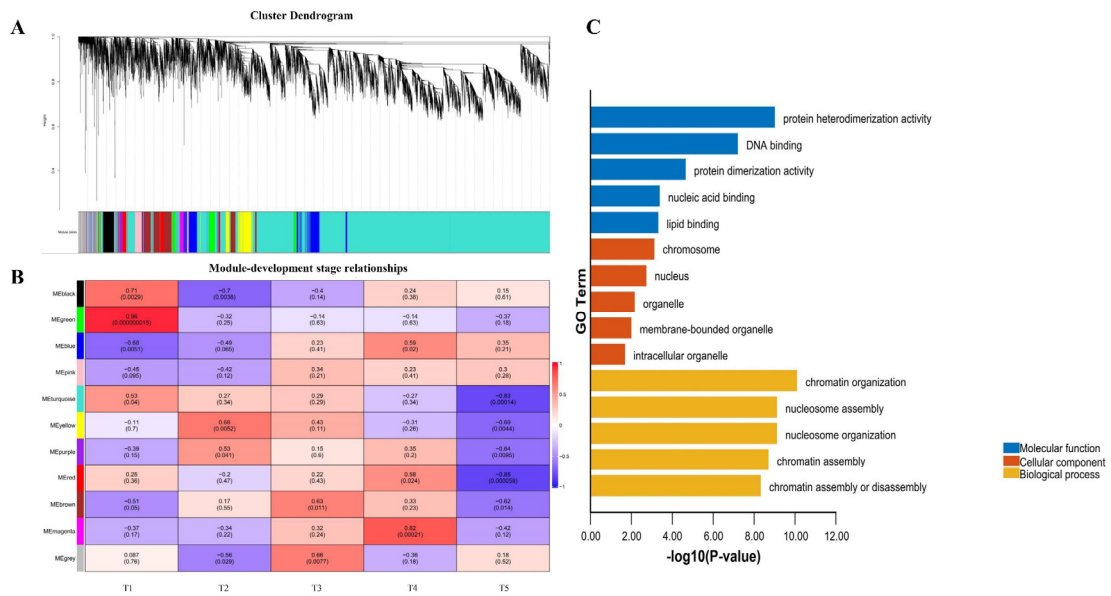 Cluster Dendrogram
A
1.0
0.8
0.6
0.4
Height
Module colors
Module-development stage relationships
B
MEblack 0.71 -0.7 -0.4 0.24 0.15
(0.0029) (0.0038) (0.14) (0.38) (0.61)
MEgreen 0.96 -0.32 -0.14 -0.14 -0.37
(0.000000015) (0.25) (0.63) (0.63) (0.18)
MEblue -0.68 -0.49 0.23 0.59 0.35
(0.0051) (0.065) (0.41) (0.02) (0.21)
MEpink -0.45 -0.42 0.34 0.23 0.3
(0.095) (0.12) (0.21) (0.41) (0.28)
MEturquoise 0.53 0.27 0.29 -0.27 -0.83
(0.04) (0.34) (0.29) (0.34) (0.00014)
MEyellow -0.11 0.68 0.43 -0.31 -0.69
(0.7) (0.0052) (0.11) (0.26) (0.0044)
MEpurple -0.39 0.53 0.15 0.35 -0.64
(0.15) (0.041) (0.6) (0.2) (0.0095)
MEred 0.25 -0.2 0.22 0.58
(0.36) (0.47) (0.43) (0.024)
MEbrown -0.51 0.17 0.63 0.33 -0.62
(0.05) (0.55) (0.011) (0.23) (0.014)
MEmagenta -0.37 -0.34 0.32 0.82 -0.42
(0.17) (0.22) (0.24) (0.00021) (0.12)
MEgrey 0.087 -0.56 0.66 -0.36 0.18
(0.76) (0.029) (0.0077) (0.18) (0.52)
T1 T2 T3 T4 T5
1
0.5
0
-0.5
-1
C
GO Term
protein heterodimerization activity
DNA binding
protein dimerization activity
nucleic acid binding
lipid binding
chromosome
nucleus
organelle
membrane-bounded organelle
intracellular organelle
chromatin organization
nucleosome assembly
nucleosome organization
chromatin assembly
chromatin assembly or disassembly
0.00 2.00 4.00 6.00 8.00 10.00 12.00
-log10(P-value)
Molecular function
Cellular component
Biological process